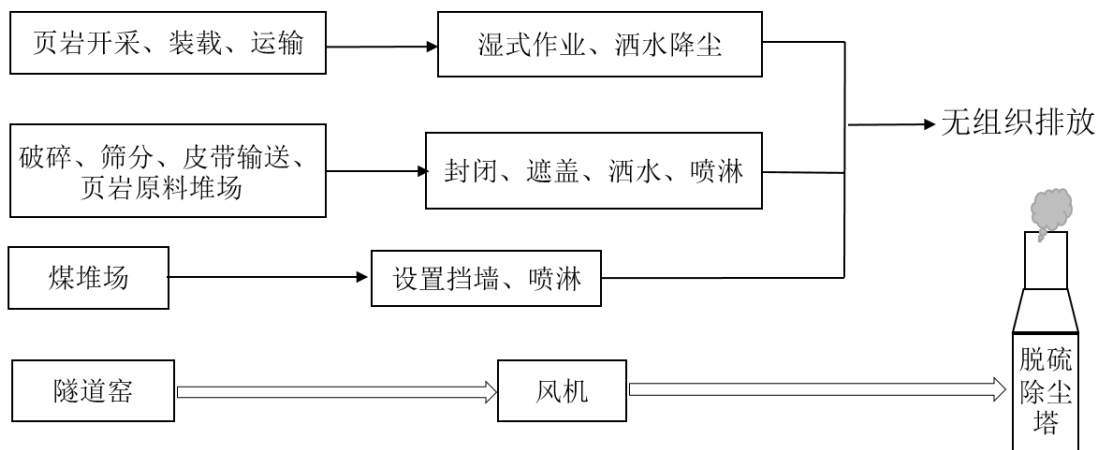 页岩开采、装载、运输
湿式作业、洒水降尘
无组织排放
破碎、筛分、皮带输送、
页岩原料堆场
封闭、遮盖、洒水、喷淋
煤堆场
设置挡墙、喷淋
隧道窑
风机
脱硫
除尘
塔